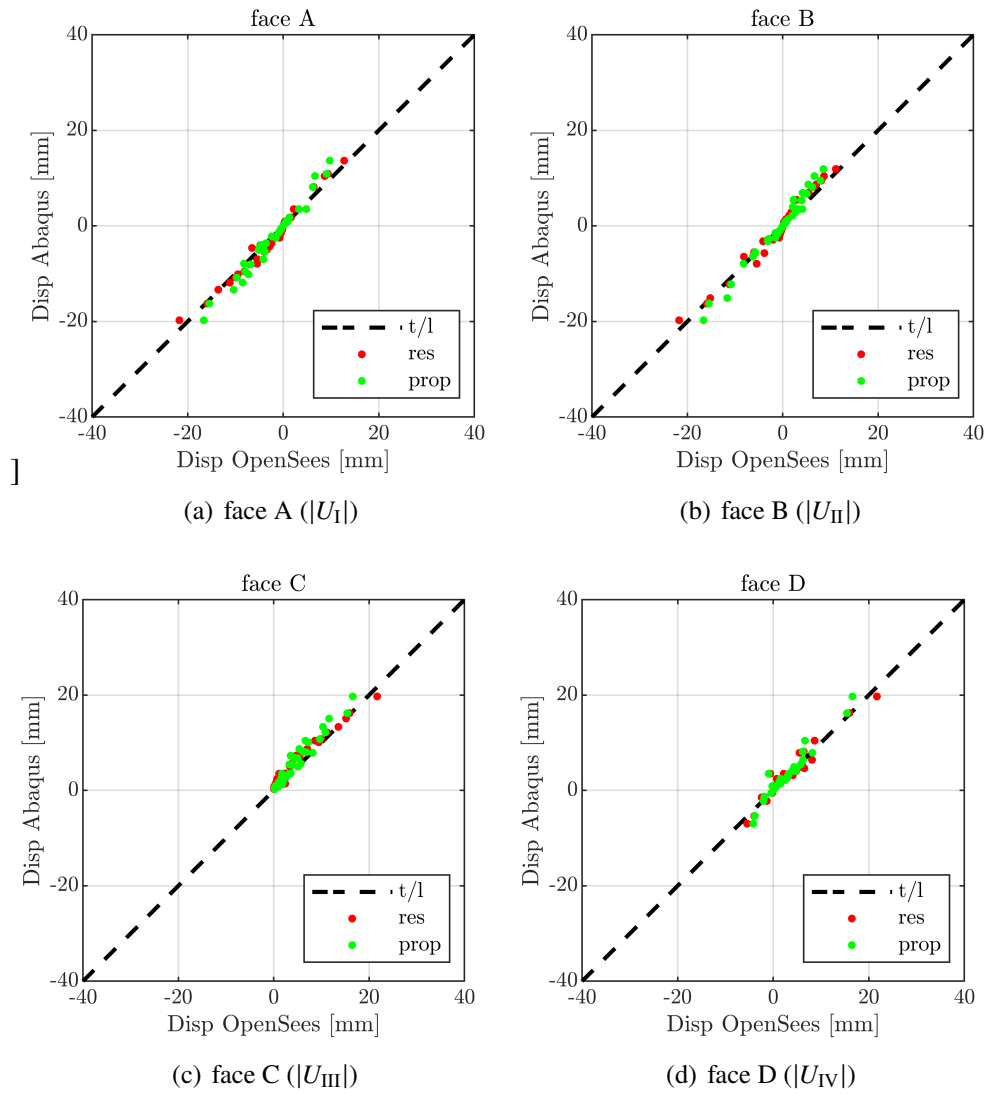 face A
face B
40
20
0
-20
-40
-40
-20
0
20
40
Disp Abaqus [mm]
Disp OpenSees [mm]
t/l
res
prop
40
20
0
-20
-40
-40
-20
0
20
40
Disp Abaqus [mm]
Disp OpenSees [mm]
t/l
res
prop
]
(a) face A (|U_I|)
(b) face B (|U_II|)
face C
face D
40
20
0
-20
-40
-40
-20
0
20
40
Disp Abaqus [mm]
Disp OpenSees [mm]
t/l
res
prop
40
20
0
-20
-40
-40
-20
0
20
40
Disp Abaqus [mm]
Disp OpenSees [mm]
t/l
res
prop
(c) face C (|U_III|)
(d) face D (|U_IV|)